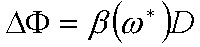 ΔΦ = β(ω*)D